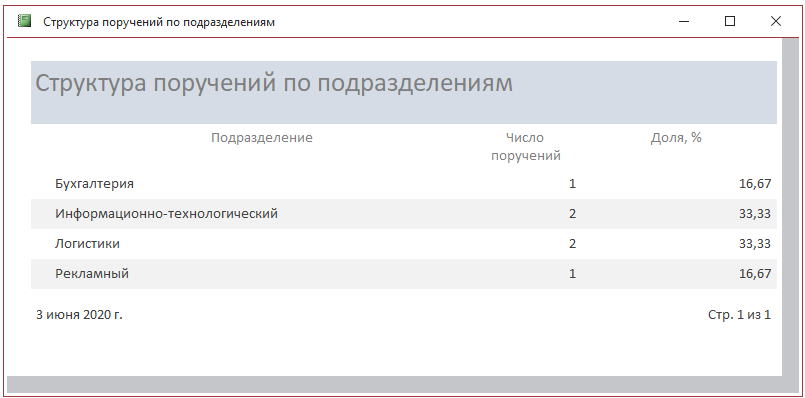 Структура поручений по подразделениям
Структура поручений по подразделениям
Подразделение Число поручений Доля, %
Бухгалтерия 1 16,67
Информационно-технологический 2 33,33
Логистики 2 33,33
Рекламный 1 16,67
3 июня 2020 г. Стр. 1 из 1